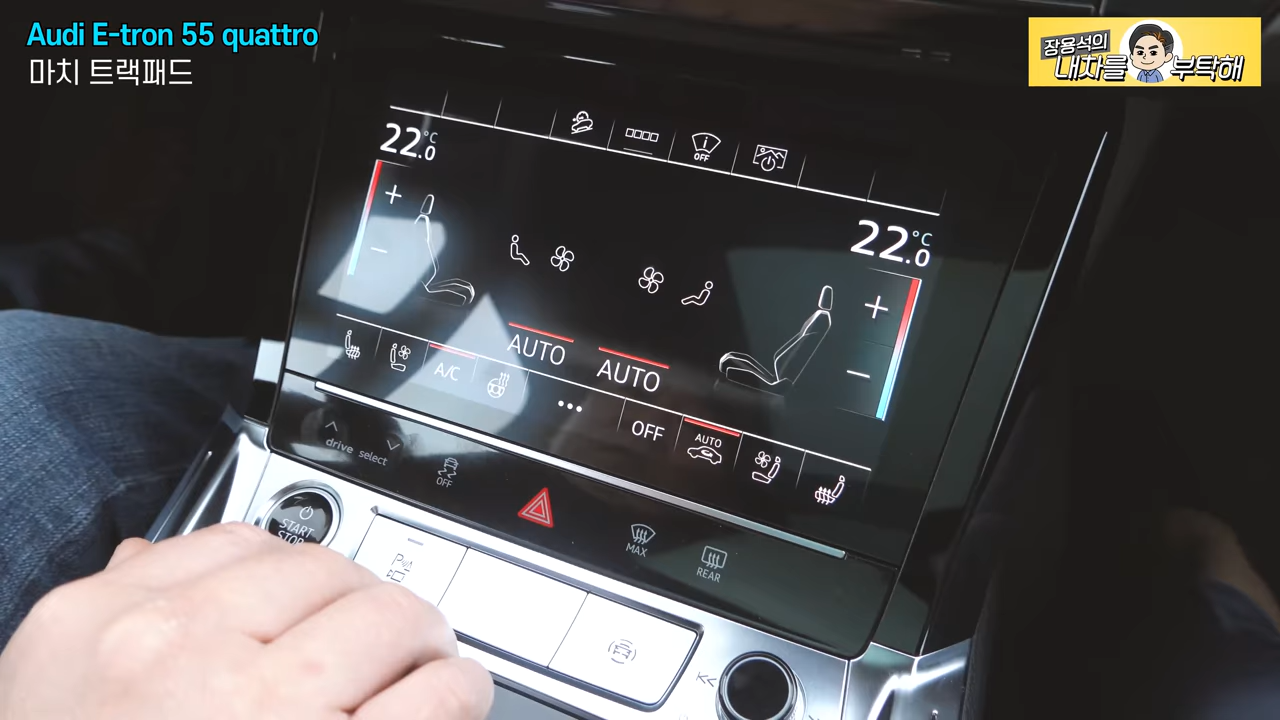 Audi E-tron 55 quattro
마치 트랙패드
장용석의
내차를 부탁해
OFF
22.0 °C
22.0 °C
+
−
+
−
AUTO
AUTO
A/C
•••
OFF
AUTO
drive select
OFF
MAX
REAR
START
STOP
P